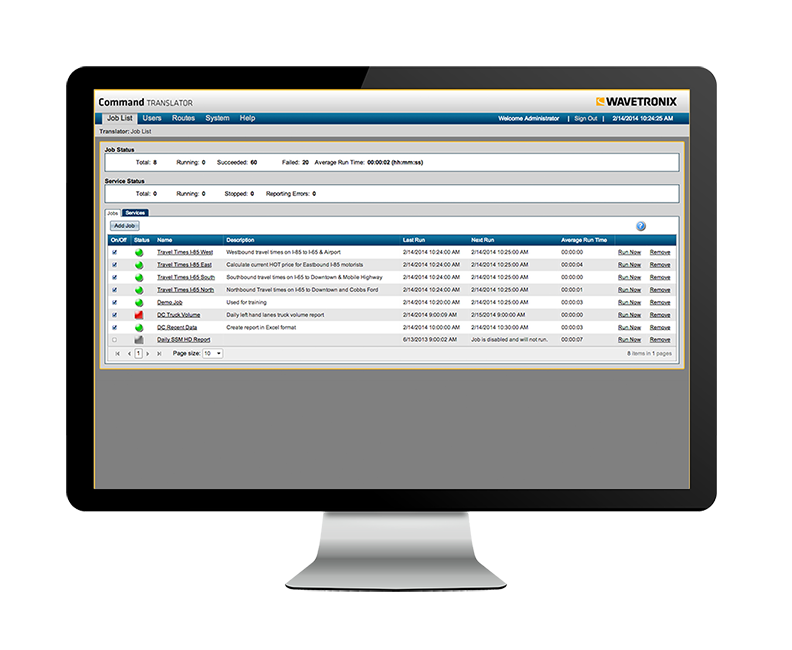 Command TRANSLATOR
WAVETRONIX
Job List Users Routes System Help Welcome Administrator | Sign Out | 2/14/2014 10:24:25 AM
Translator: Job List
Job Status
Total: 8 Running: 0 Succeeded: 60 Failed: 20 Average Run Time: 00:00:02 (hh:mm:ss)
Service Status
Total: 0 Running: 0 Stopped: 0 Reporting Errors: 0
Jobs Services
Add Job ?
On/Off Status Name Description Last Run Next Run Average Run Time
Travel Times I-85 West Westbound travel times on I-85 to I-65 & Airport 2/14/2014 10:24:00 AM 2/14/2014 10:25:00 AM 00:00:00 Run Now Remove
Travel Times I-85 East Calculate current HOT price for Eastbound I-85 motorists 2/14/2014 10:24:00 AM 2/14/2014 10:25:00 AM 00:00:04 Run Now Remove
Travel Times I-65 South Southbound travel times to Downtown & Mobile Highway 2/14/2014 10:24:00 AM 2/14/2014 10:25:00 AM 00:00:00 Run Now Remove
Travel Times I-65 North Northbound Travel times on I-65 to Downtown and Cobbs Ford 2/14/2014 10:24:00 AM 2/14/2014 10:25:00 AM 00:00:01 Run Now Remove
Demo Job Used for training 2/14/2014 10:20:00 AM 2/14/2014 10:25:00 AM 00:00:03 Run Now Remove
DC Truck Volume Daily left hand lanes truck volume report 2/14/2014 9:00:09 AM 2/15/2014 9:00:00 AM 00:00:00 Run Now Remove
DC Recent Data Create report in Excel format 2/14/2014 10:00:00 AM 2/14/2014 10:30:00 AM 00:00:03 Run Now Remove
Daily SSM HD Report 6/13/2013 9:00:02 AM Job is disabled and will not run. 00:00:07 Run Now Remove
1 Page size: 10 8 items in 1 pages